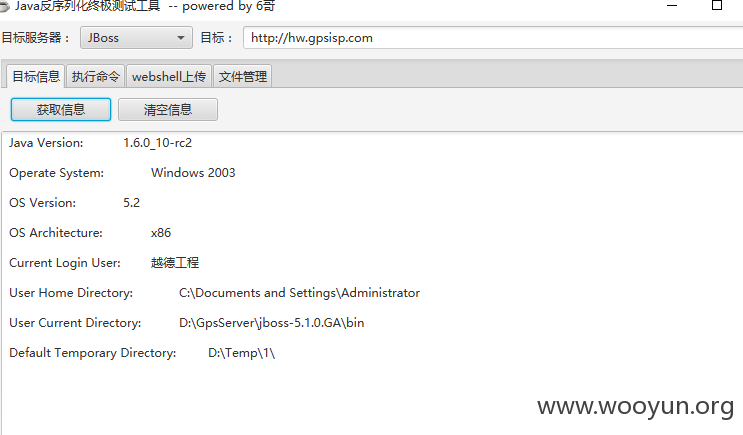 Java反序列化终极测试工具 -- powered by 6哥
目标服务器： JBoss 目标： http://hw.gpsisp.com
目标信息 执行命令 webshell上传 文件管理
获取信息 清空信息
Java Version: 1.6.0_10-rc2
Operate System: Windows 2003
OS Version: 5.2
OS Architecture: x86
Current Login User: 越德工程
User Home Directory: C:\Documents and Settings\Administrator
User Current Directory: D:\GpsServer\jboss-5.1.0.GA\bin
Default Temporary Directory: D:\Temp\1\
www.wooyun.org